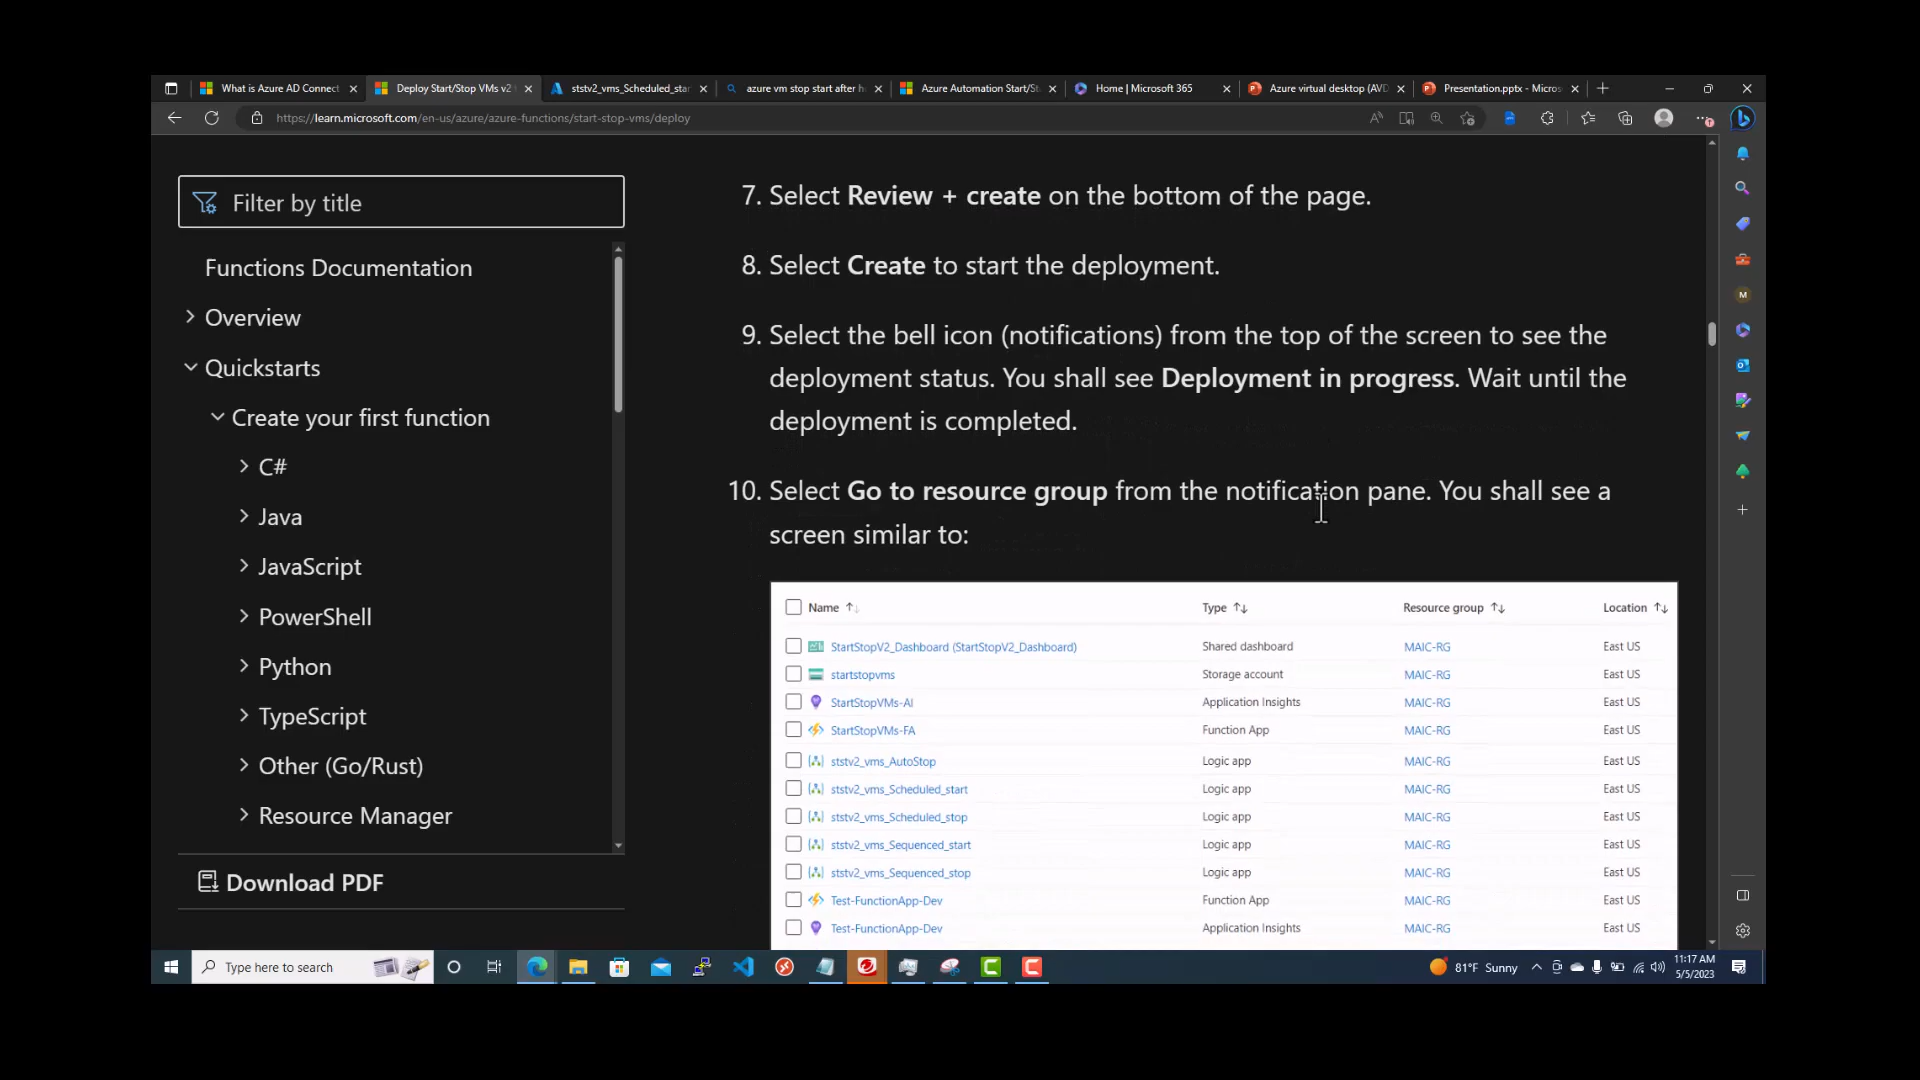 What is Azure AD Connect
Deploy Start/Stop VMs v2
ststv2_vms_Scheduled_star
azure vm stop start after h
Azure Automation Start/St
Home | Microsoft 365
Azure virtual desktop (AVD
Presentation.pptx - Micros
https://learn.microsoft.com/en-us/azure/azure-functions/start-stop-vms/deploy
Filter by title
Functions Documentation
Overview
Quickstarts
Create your first function
C#
Java
JavaScript
PowerShell
Python
TypeScript
Other (Go/Rust)
Resource Manager
Download PDF
7. Select Review + create on the bottom of the page.
8. Select Create to start the deployment.
9. Select the bell icon (notifications) from the top of the screen to see the
deployment status. You shall see Deployment in progress. Wait until the
deployment is completed.
10. Select Go to resource group from the notification pane. You shall see a
screen similar to:
Name Type Resource group Location
StartStopV2_Dashboard (StartStopV2_Dashboard) Shared dashboard MAIC-RG East US
startstopvms Storage account MAIC-RG East US
StartStopVMs-AI Application Insights MAIC-RG East US
StartStopVMs-FA Function App MAIC-RG East US
ststv2_vms_AutoStop Logic app MAIC-RG East US
ststv2_vms_Scheduled_start Logic app MAIC-RG East US
ststv2_vms_Scheduled_stop Logic app MAIC-RG East US
ststv2_vms_Sequenced_start Logic app MAIC-RG East US
ststv2_vms_Sequenced_stop Logic app MAIC-RG East US
Test-FunctionApp-Dev Function App MAIC-RG East US
Test-FunctionApp-Dev Application Insights MAIC-RG East US
M
Type here to search
81°F Sunny
11:17 AM
5/5/2023